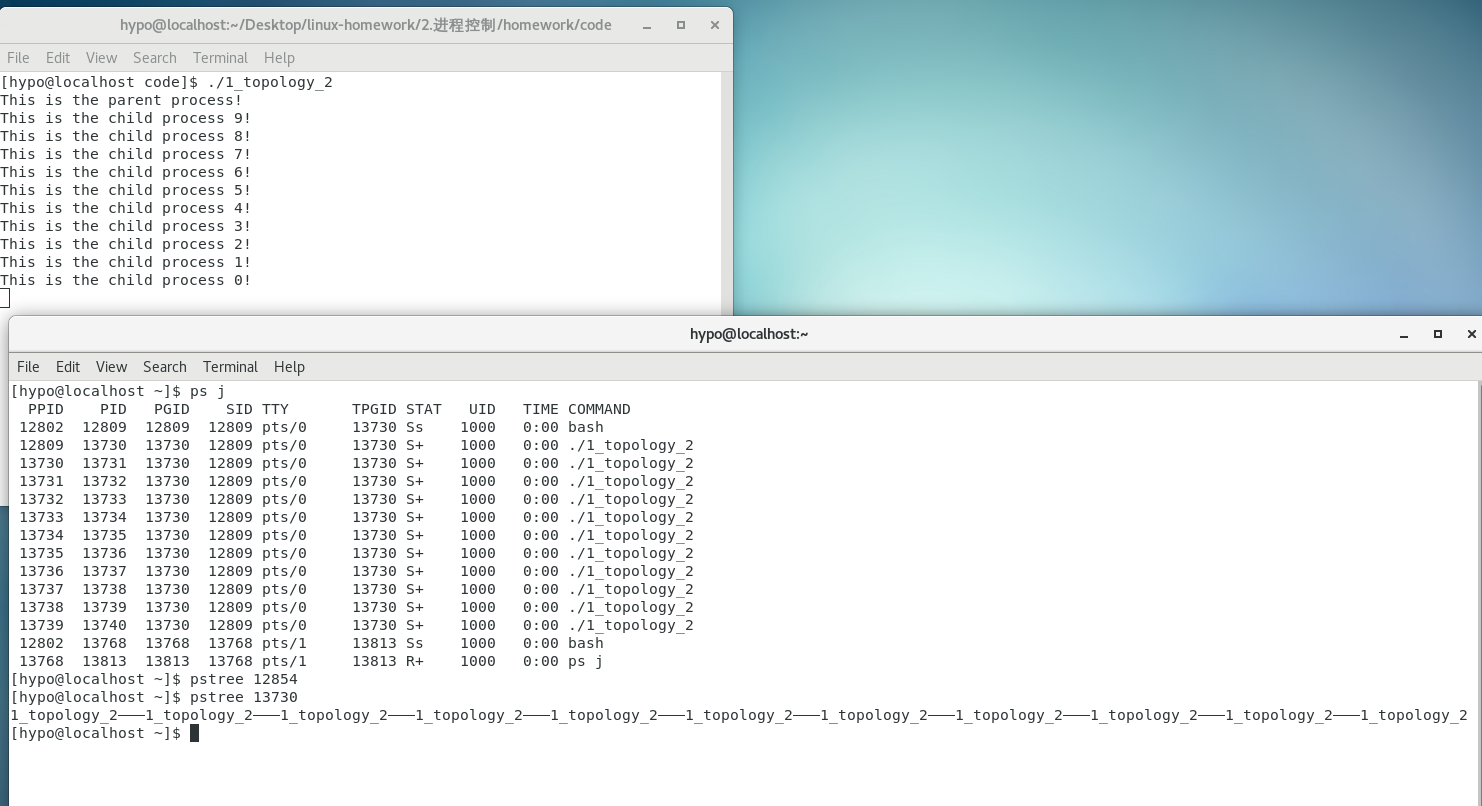 hypo@localhost:~/Desktop/linux-homework/2.进程控制/homework/code
File Edit View Search Terminal Help
[hypo@localhost code]$ ./1_topology_2
This is the parent process!
This is the child process 9!
This is the child process 8!
This is the child process 7!
This is the child process 6!
This is the child process 5!
This is the child process 4!
This is the child process 3!
This is the child process 2!
This is the child process 1!
This is the child process 0!
hypo@localhost:~
File Edit View Search Terminal Help
[hypo@localhost ~]$ ps j
PPID PID PGID SID TTY TPGID STAT UID TIME COMMAND
12802 12809 12809 12809 pts/0 13730 Ss 1000 0:00 bash
12809 13730 13730 12809 pts/0 13730 S+ 1000 0:00 ./1_topology_2
13730 13731 13730 12809 pts/0 13730 S+ 1000 0:00 ./1_topology_2
13731 13732 13730 12809 pts/0 13730 S+ 1000 0:00 ./1_topology_2
13732 13733 13730 12809 pts/0 13730 S+ 1000 0:00 ./1_topology_2
13733 13734 13730 12809 pts/0 13730 S+ 1000 0:00 ./1_topology_2
13734 13735 13730 12809 pts/0 13730 S+ 1000 0:00 ./1_topology_2
13735 13736 13730 12809 pts/0 13730 S+ 1000 0:00 ./1_topology_2
13736 13737 13730 12809 pts/0 13730 S+ 1000 0:00 ./1_topology_2
13737 13738 13730 12809 pts/0 13730 S+ 1000 0:00 ./1_topology_2
13738 13739 13730 12809 pts/0 13730 S+ 1000 0:00 ./1_topology_2
13739 13740 13730 12809 pts/0 13730 S+ 1000 0:00 ./1_topology_2
12802 13768 13768 13768 pts/1 13813 Ss 1000 0:00 bash
13768 13813 13813 13768 pts/1 13813 R+ 1000 0:00 ps j
[hypo@localhost ~]$ pstree 12854
[hypo@localhost ~]$ pstree 13730
1_topology_2───1_topology_2───1_topology_2───1_topology_2───1_topology_2───1_topology_2───1_topology_2───1_topology_2───1_topology_2───1_topology_2───1_topology_2
[hypo@localhost ~]$